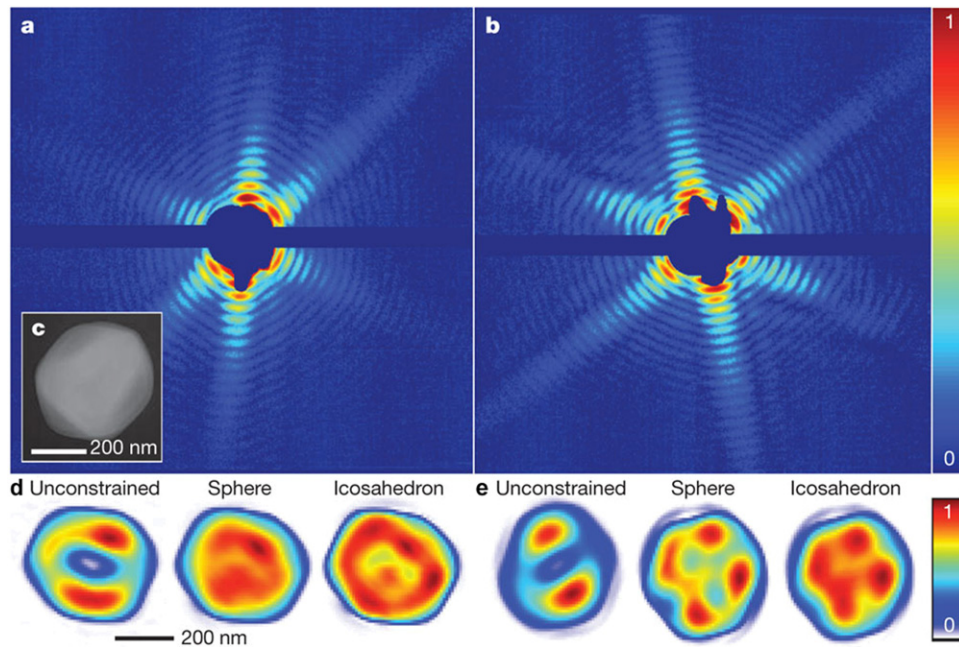 a
b
1
c
200 nm
0
d Unconstrained Sphere Icosahedron
e Unconstrained Sphere Icosahedron
1
0
200 nm